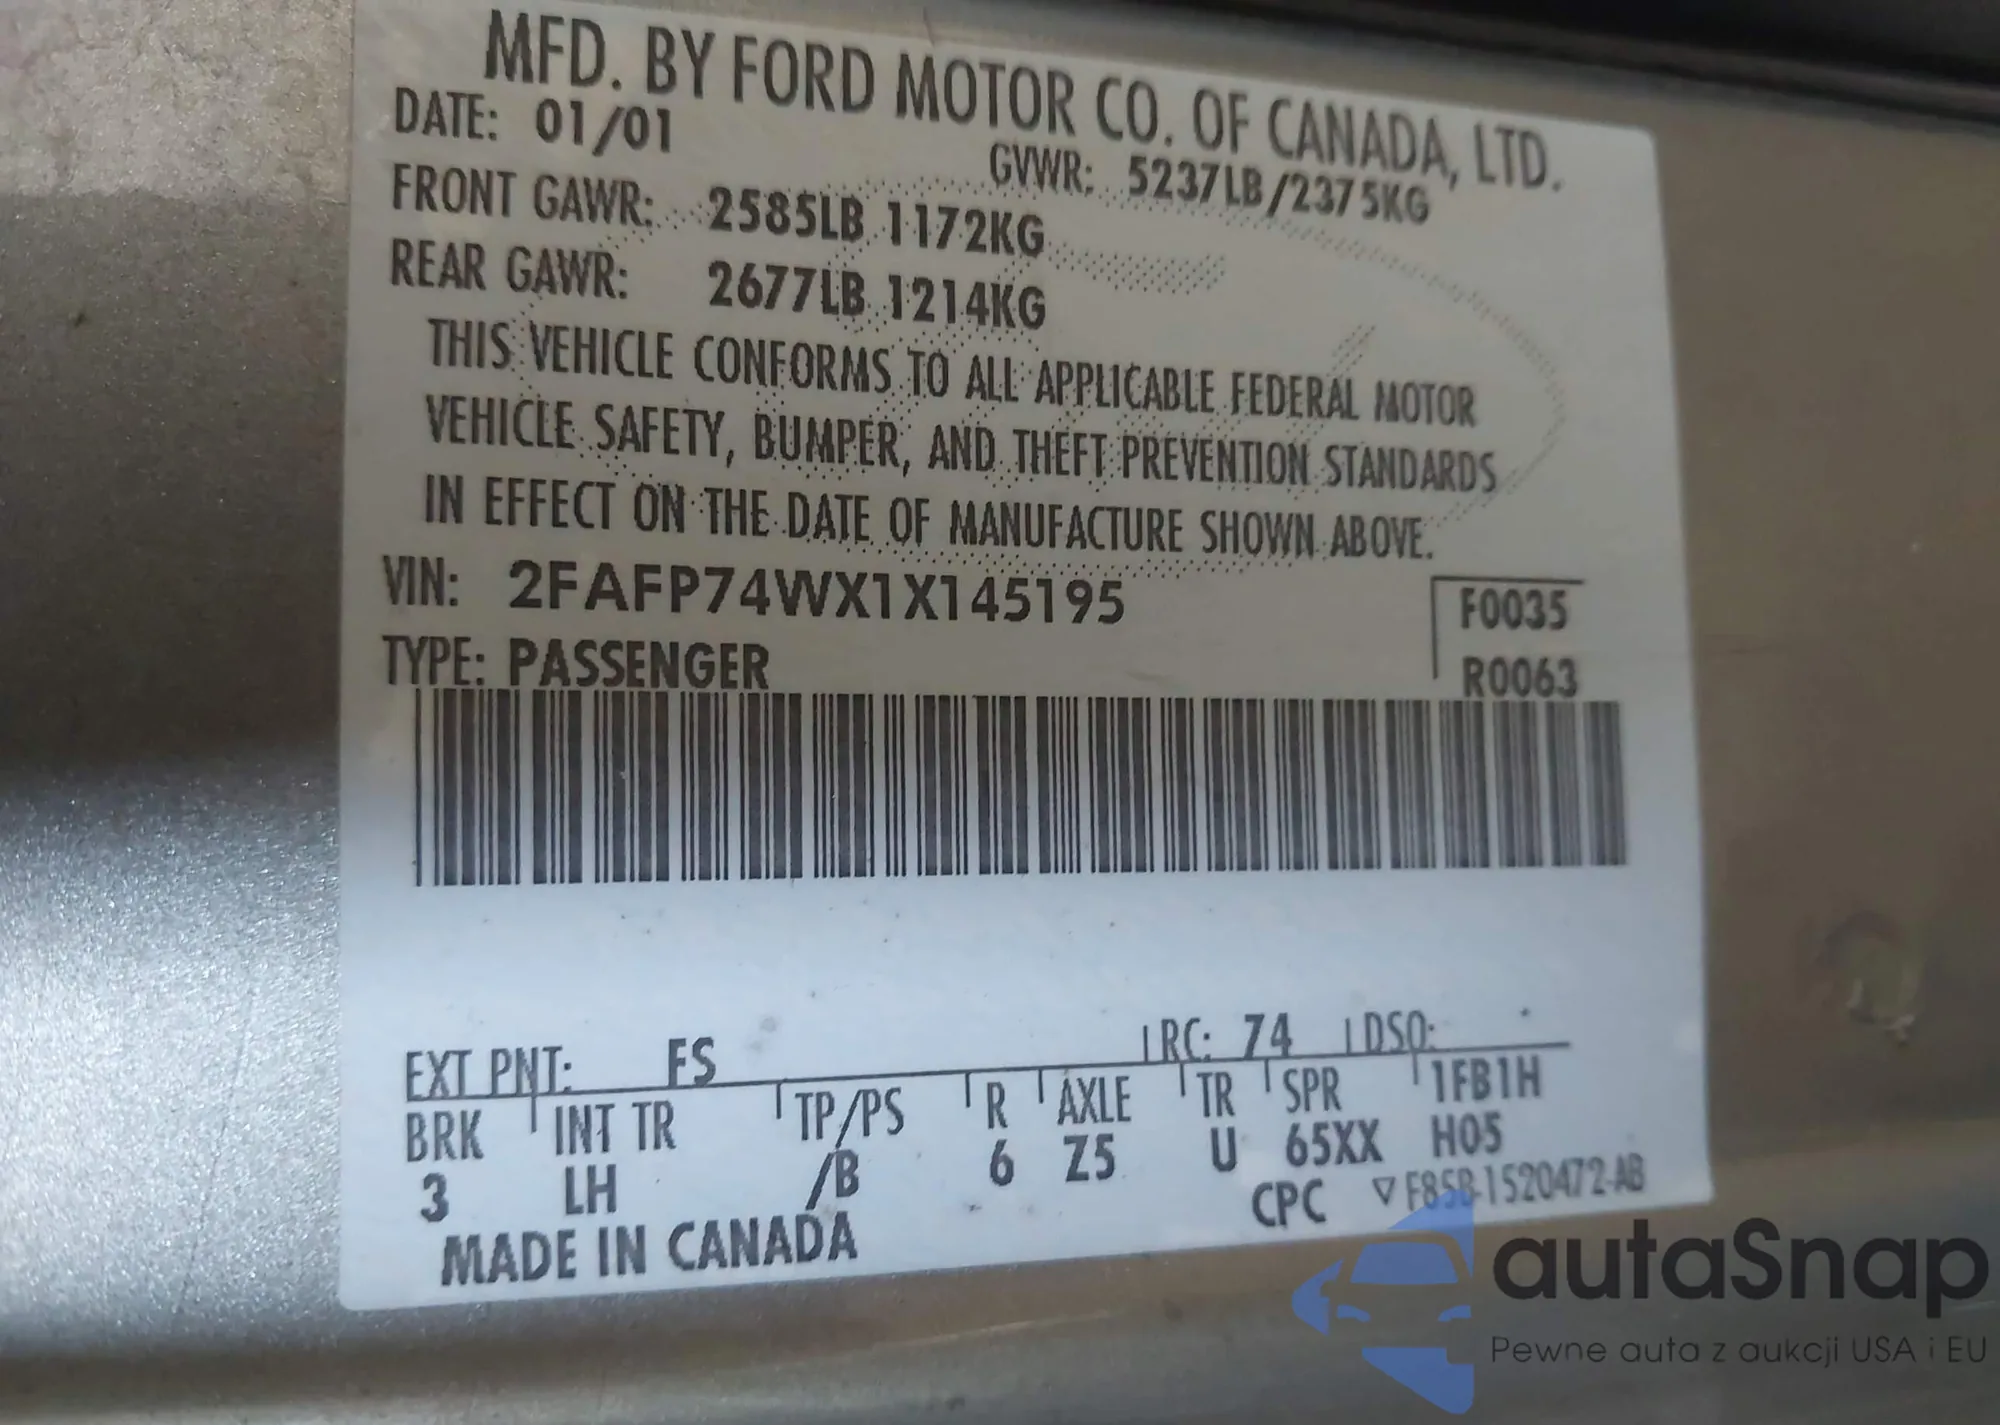 MFD. BY FORD MOTOR CO. OF CANADA, LTD.
DATE: 01/01
GVWR: 5237LB/2375KG
FRONT GAWR: 2585LB 1172KG
REAR GAWR: 2677LB 1214KG
THIS VEHICLE CONFORMS TO ALL APPLICABLE FEDERAL MOTOR
VEHICLE SAFETY, BUMPER, AND THEFT PREVENTION STANDARDS
IN EFFECT ON THE DATE OF MANUFACTURE SHOWN ABOVE.
VIN: 2FAFP74WX1X145195
F0035
TYPE: PASSENGER
R0063
EXT PNT: FS RC: 74 DSO:
BRK INT TR TP/PS R AXLE TR SPR 1FB1H
3 LH /B 6 Z5 U 65XX H05
MADE IN CANADA CPC ▽ F85B-1520472-AB
autaSnap
Pewne auta z aukcji USA i EU